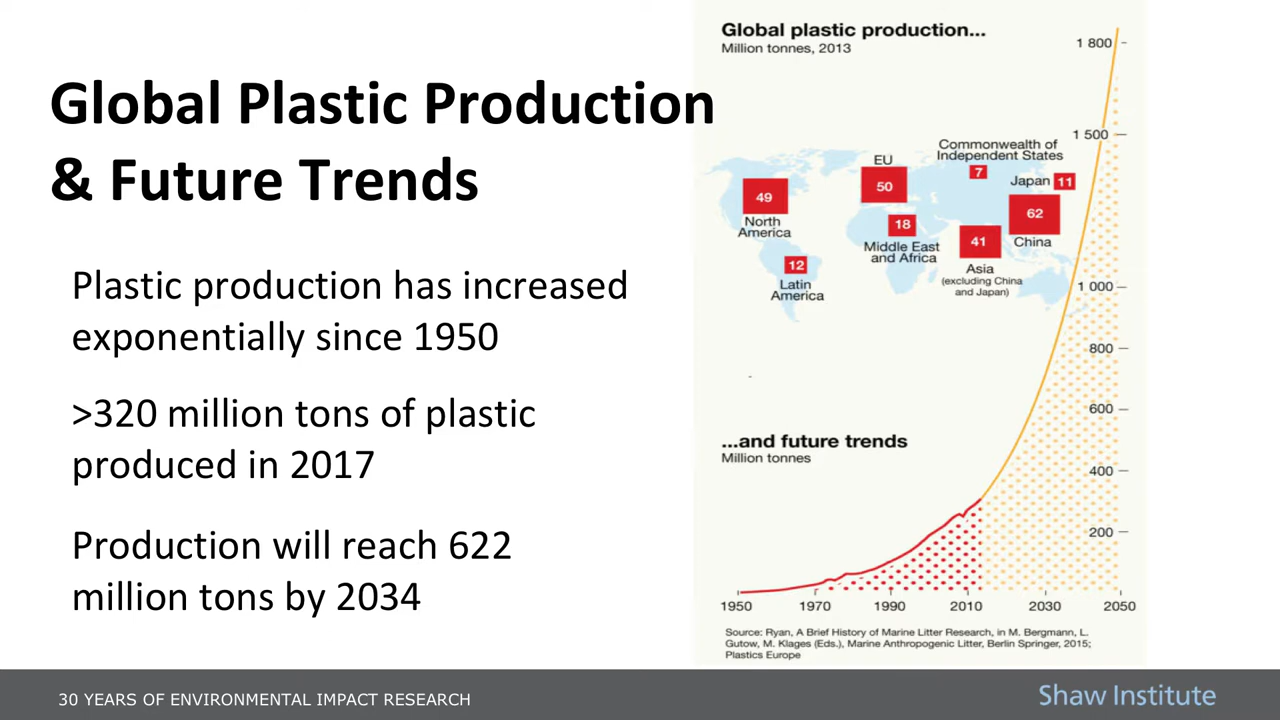 Global Plastic Production
& Future Trends
Plastic production has increased
exponentially since 1950
>320 million tons of plastic
produced in 2017
Production will reach 622
million tons by 2034
Global plastic production...
Million tonnes, 2013
49
North
America
12
Latin
America
EU
50
18
Middle East
and Africa
Commonwealth of
Independent States
7
Japan 11
62
China
41
Asia
(excluding China
and Japan)
...and future trends
Million tonnes
1 800
1 500
1 000
800
600
400
200
1950 1970 1990 2010 2030 2050
Source: Ryan, A Brief History of Marine Litter Research, in M. Bergmann, L.
Gutow, M. Klages (Eds.), Marine Anthropogenic Litter, Berlin Springer, 2015;
Plastics Europe
30 YEARS OF ENVIRONMENTAL IMPACT RESEARCH
Shaw Institute